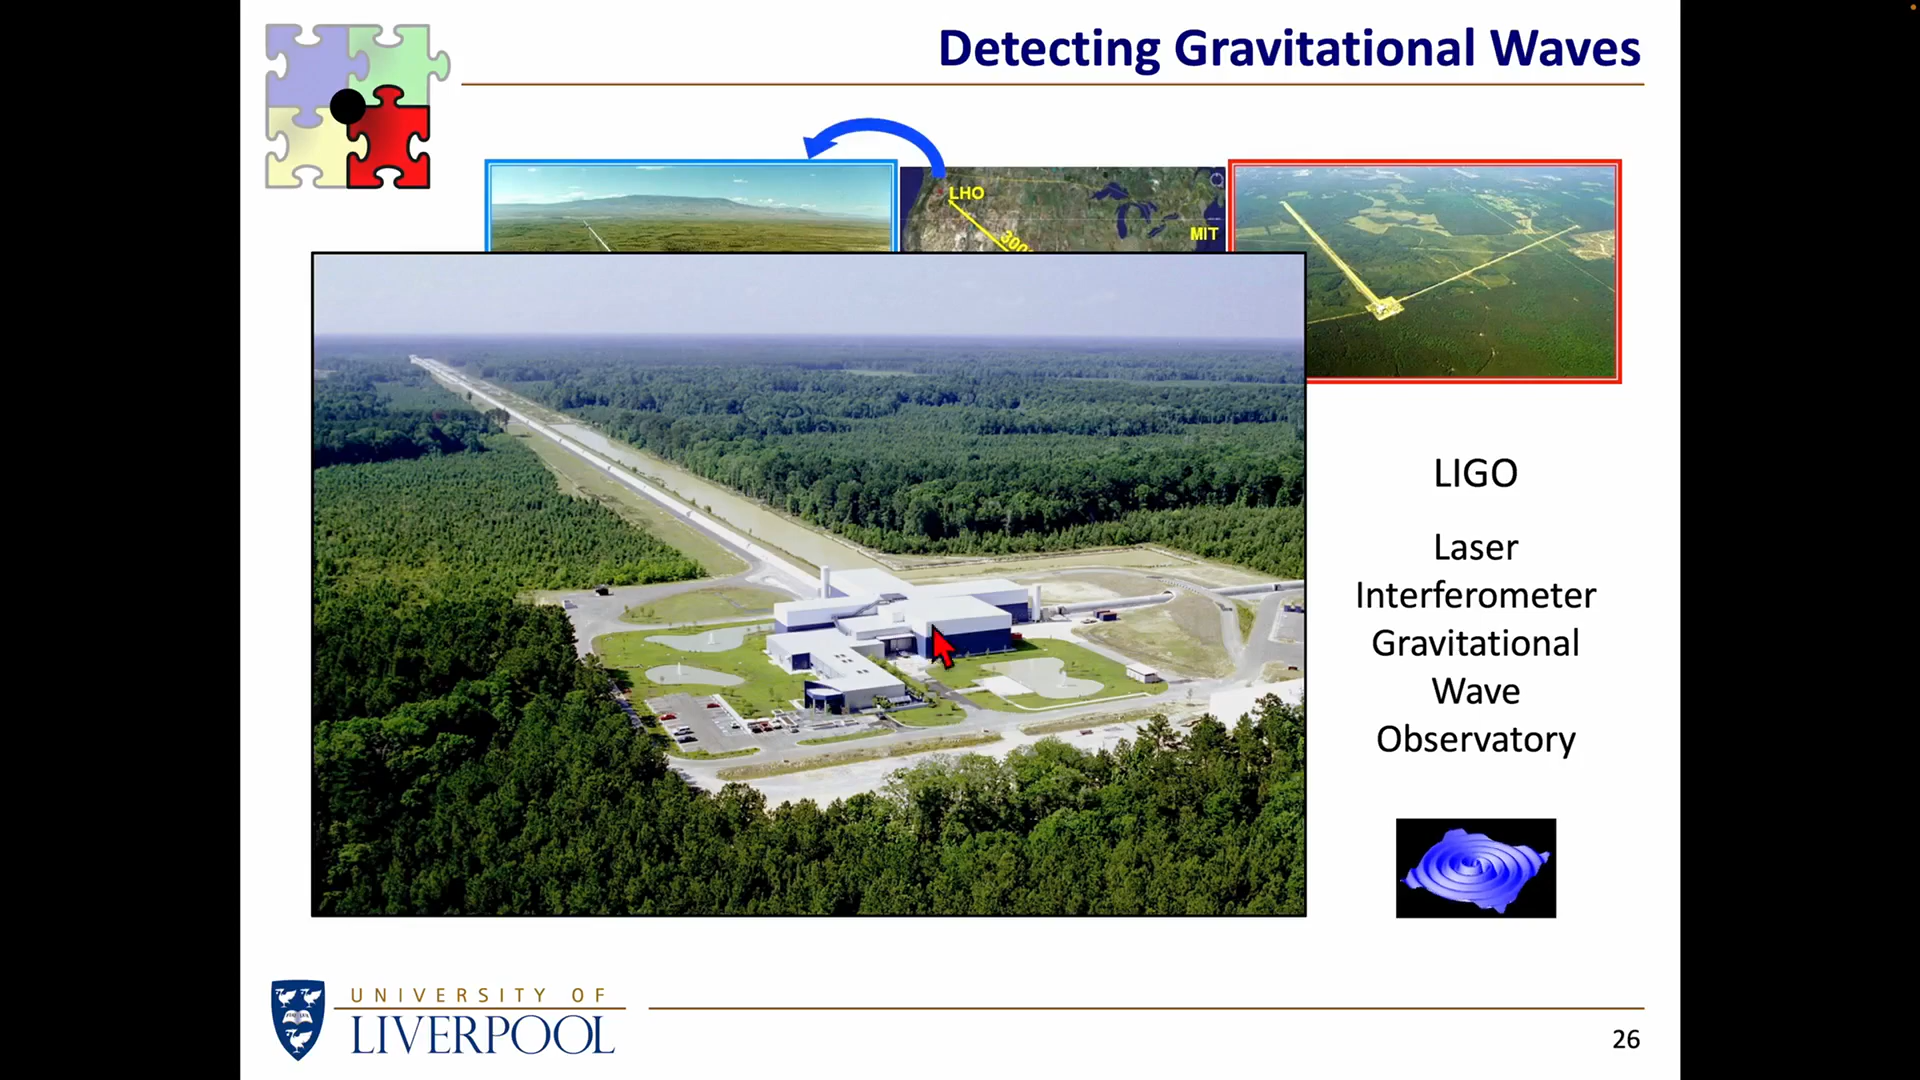 Detecting Gravitational Waves
LHO
MIT
LIGO
Laser
Interferometer
Gravitational
Wave
Observatory
UNIVERSITY OF
LIVERPOOL
26